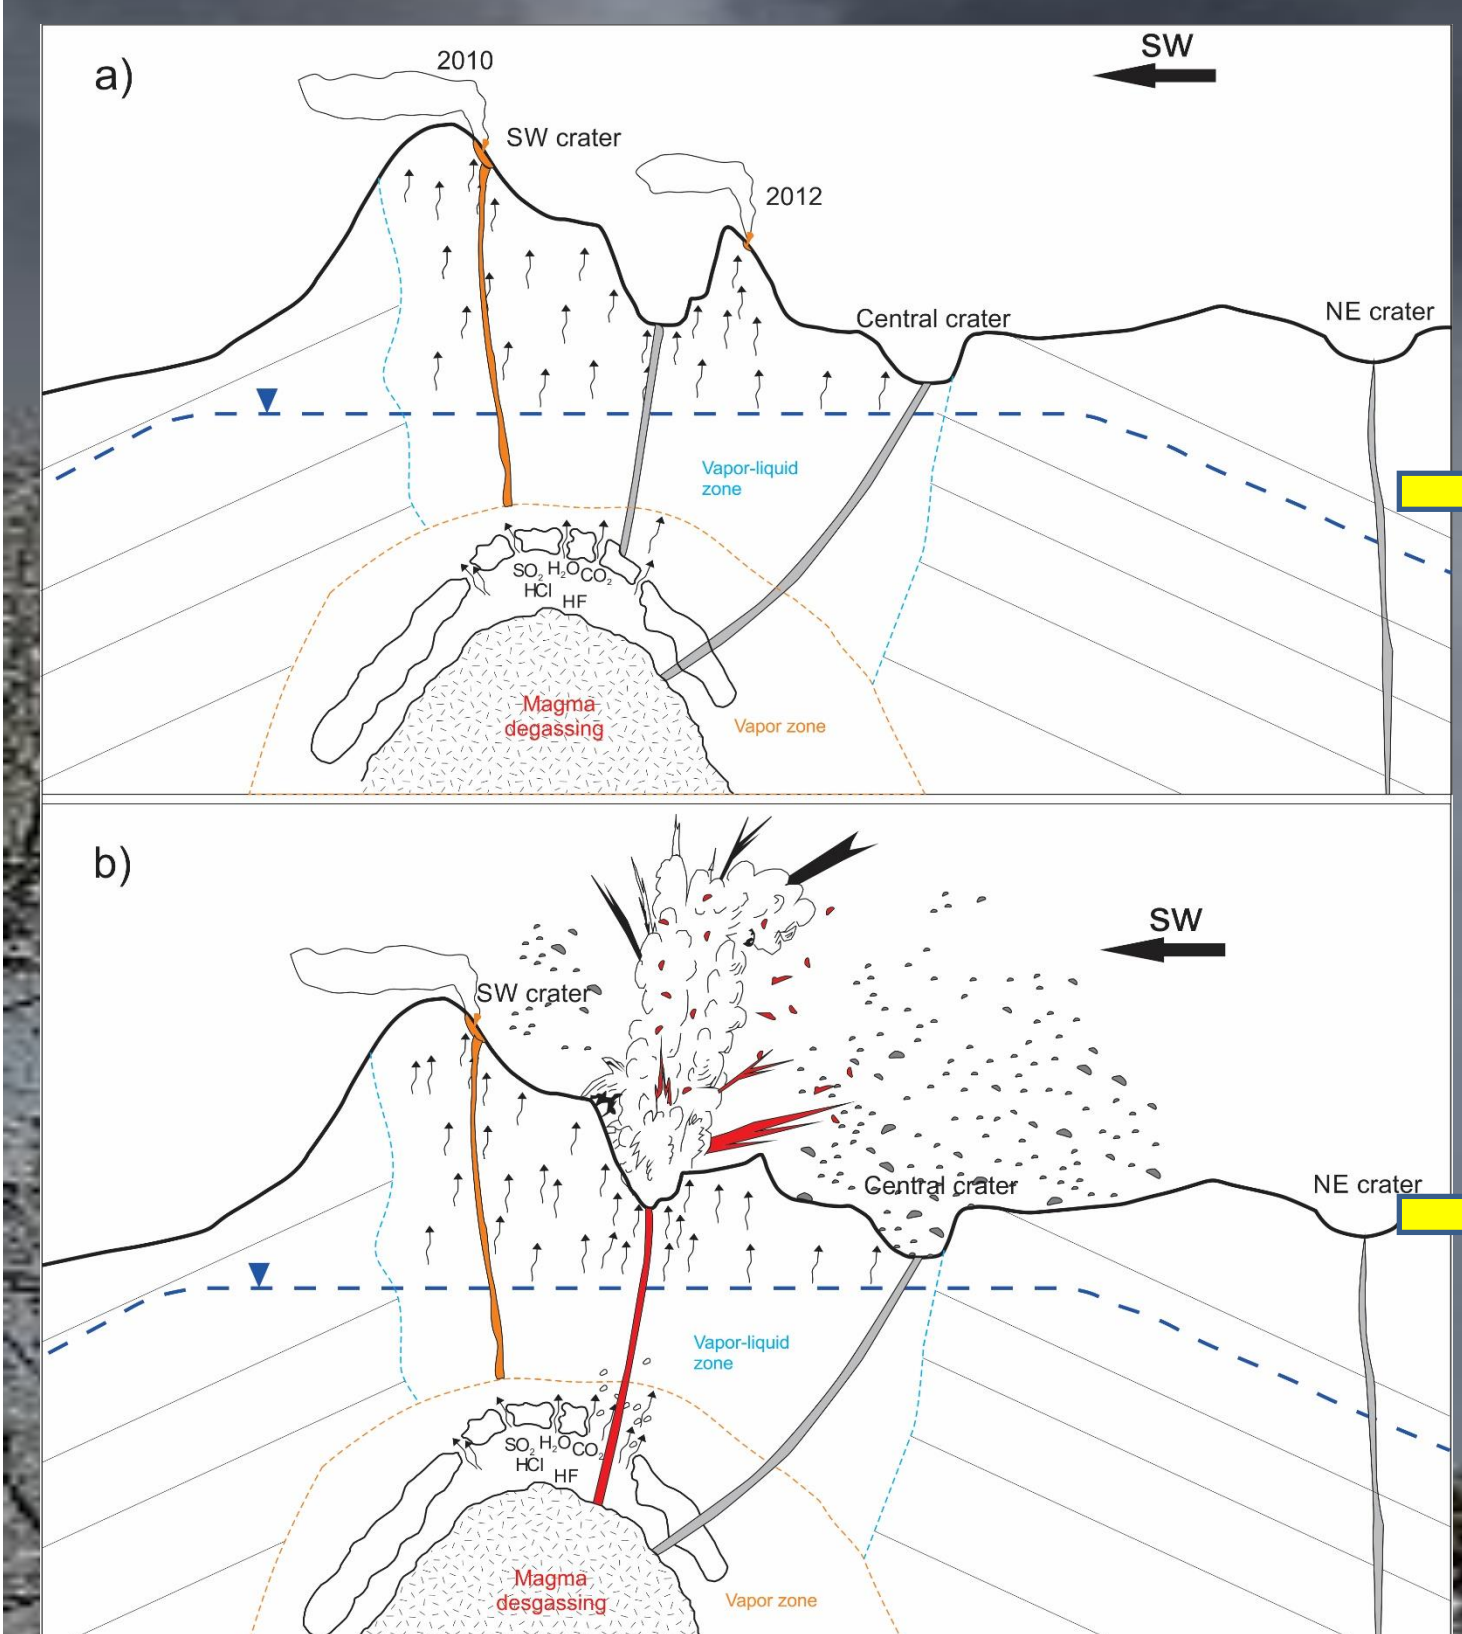 a)
2010
SW
SW crater
2012
Central crater
NE crater
Vapor-liquid
zone
SO₂ H₂O CO₂
HCl
HF
Magma
degassing
Vapor zone
b)
SW
SW crater
Central crater
NE crater
Vapor-liquid
zone
SO₂ H₂O CO₂
HCl
HF
Magma
desgassing
Vapor zone